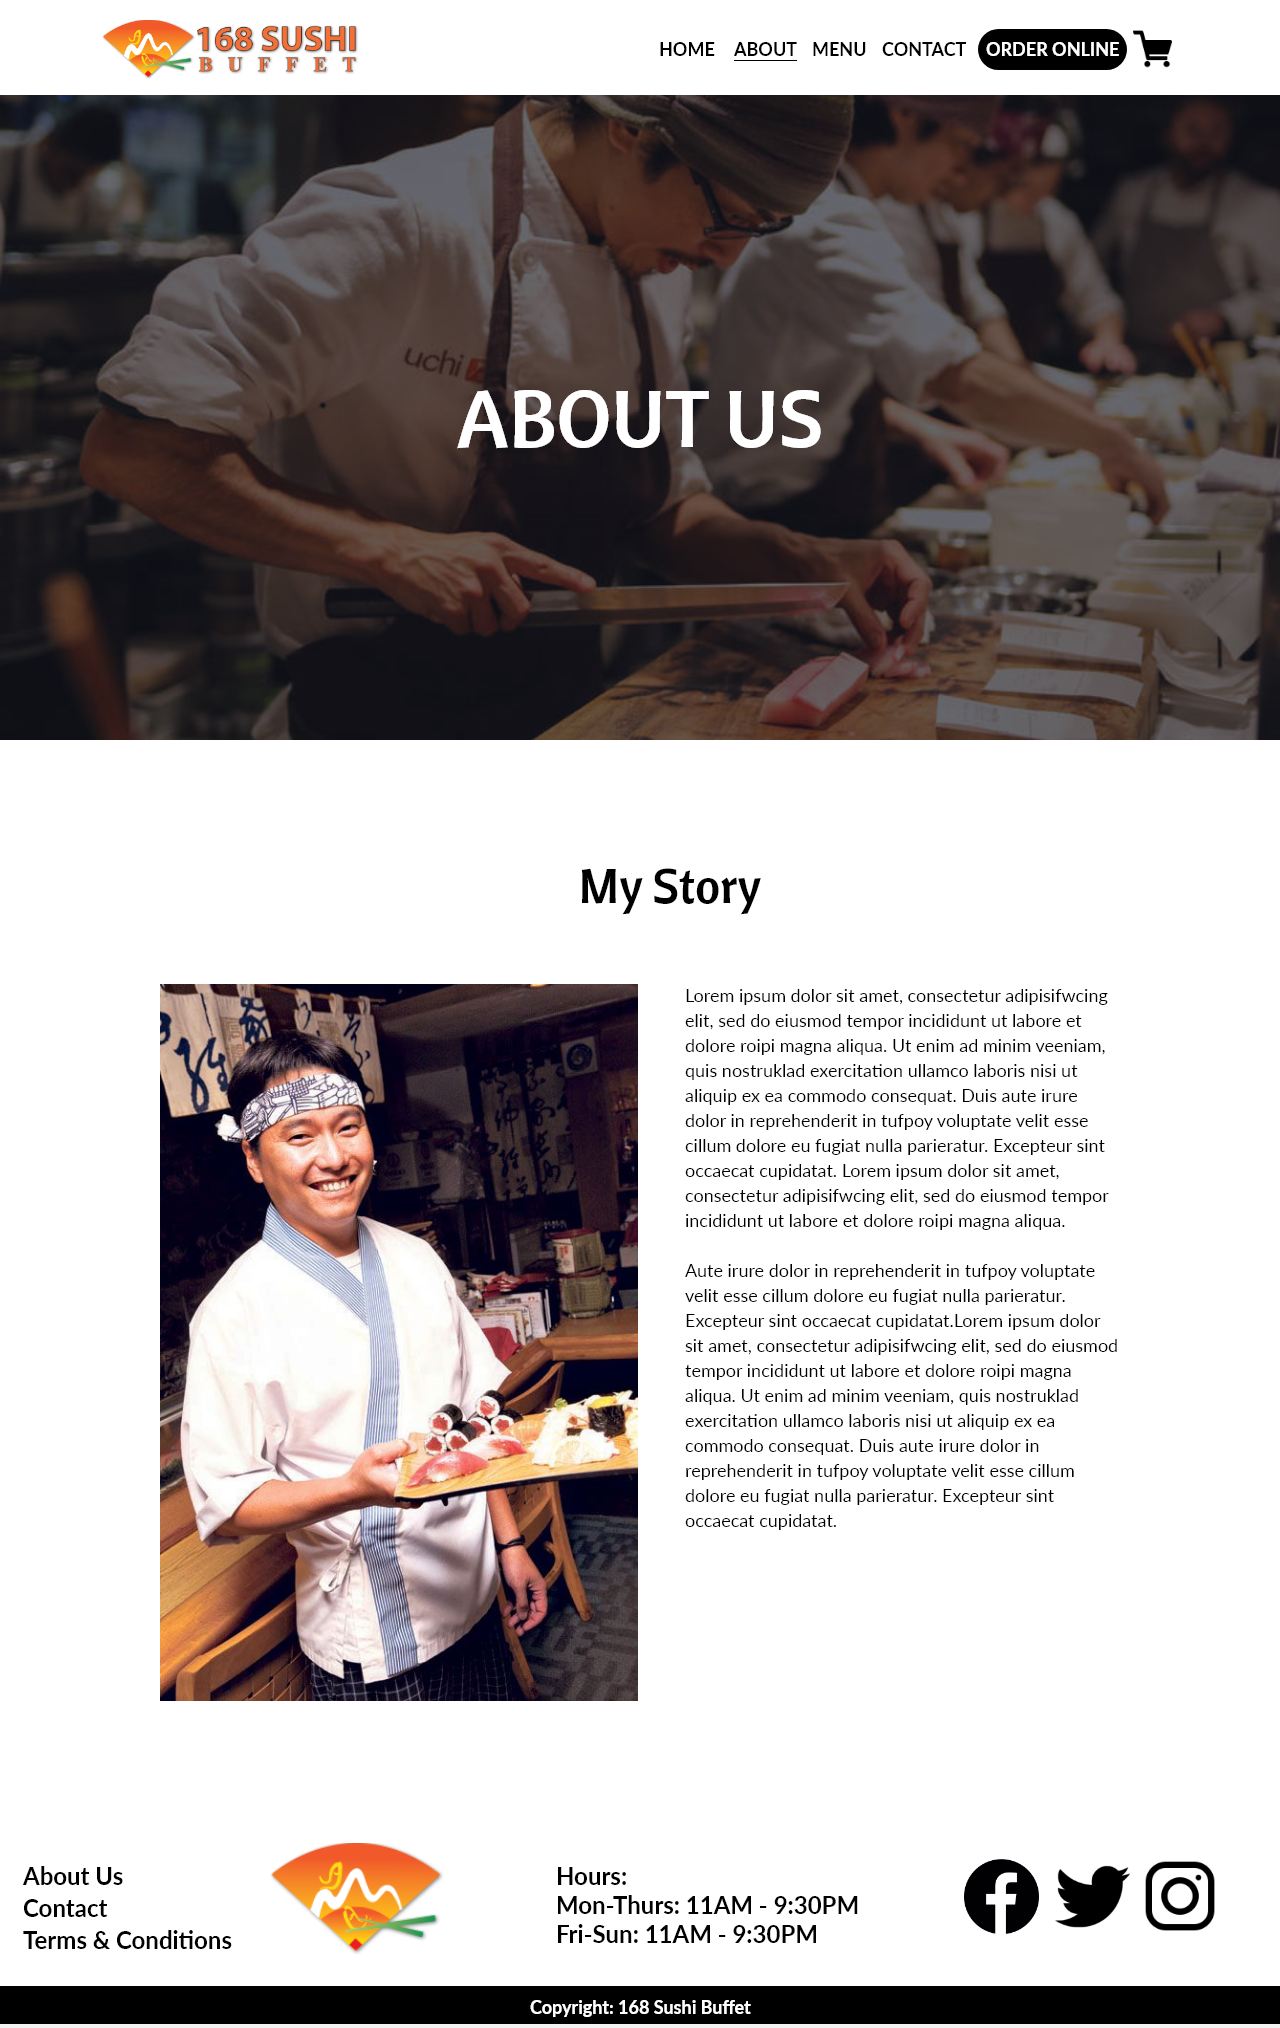 168 SUSHI
BUFFET
HOME ABOUT MENU CONTACT ORDER ONLINE
uchi
ABOUT US
My Story
Lorem ipsum dolor sit amet, consectetur adipisifwcing
elit, sed do eiusmod tempor incididunt ut labore et
dolore roipi magna aliqua. Ut enim ad minim veeniam,
quis nostruklad exercitation ullamco laboris nisi ut
aliquip ex ea commodo consequat. Duis aute irure
dolor in reprehenderit in tufpoy voluptate velit esse
cillum dolore eu fugiat nulla parieratur. Excepteur sint
occaecat cupidatat. Lorem ipsum dolor sit amet,
consectetur adipisifwcing elit, sed do eiusmod tempor
incididunt ut labore et dolore roipi magna aliqua.
Aute irure dolor in reprehenderit in tufpoy voluptate
velit esse cillum dolore eu fugiat nulla parieratur.
Excepteur sint occaecat cupidatat.Lorem ipsum dolor
sit amet, consectetur adipisifwcing elit, sed do eiusmod
tempor incididunt ut labore et dolore roipi magna
aliqua. Ut enim ad minim veeniam, quis nostruklad
exercitation ullamco laboris nisi ut aliquip ex ea
commodo consequat. Duis aute irure dolor in
reprehenderit in tufpoy voluptate velit esse cillum
dolore eu fugiat nulla parieratur. Excepteur sint
occaecat cupidatat.
About Us
Contact
Terms & Conditions
Hours:
Mon-Thurs: 11AM - 9:30PM
Fri-Sun: 11AM - 9:30PM
Copyright: 168 Sushi Buffet